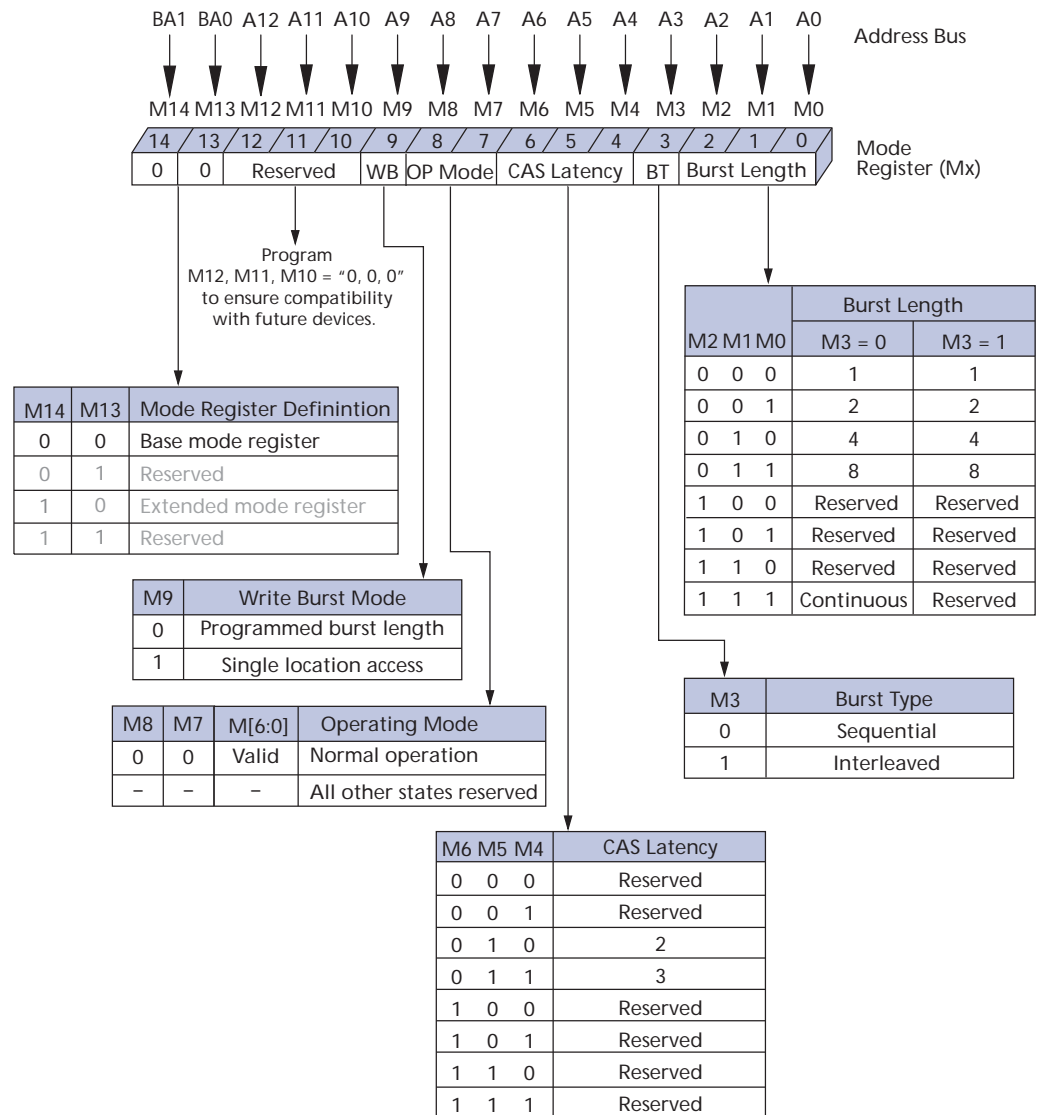 BA1 BA0 A12 A11 A10 A9 A8 A7 A6 A5 A4 A3 A2 A1 A0
Address Bus
M14 M13 M12 M11 M10 M9 M8 M7 M6 M5 M4 M3 M2 M1 M0
14 13 12 11 10 9 8 7 6 5 4 3 2 1 0
Mode
Register (Mx)
0 0 Reserved WB OP Mode CAS Latency BT Burst Length
Program
M12, M11, M10 = “0, 0, 0”
to ensure compatibility
with future devices.
Burst Length
M2 M1 M0 M3 = 0 M3 = 1
0 0 0 1 1
0 0 1 2 2
0 1 0 4 4
0 1 1 8 8
1 0 0 Reserved Reserved
1 0 1 Reserved Reserved
1 1 0 Reserved Reserved
1 1 1 Continuous Reserved
M14 M13 Mode Register Definintion
0 0 Base mode register
0 1 Reserved
1 0 Extended mode register
1 1 Reserved
M9 Write Burst Mode
0 Programmed burst length
1 Single location access
M3 Burst Type
0 Sequential
1 Interleaved
M8 M7 M[6:0] Operating Mode
0 0 Valid Normal operation
– – – All other states reserved
M6 M5 M4 CAS Latency
0 0 0 Reserved
0 0 1 Reserved
0 1 0 2
0 1 1 3
1 0 0 Reserved
1 0 1 Reserved
1 1 0 Reserved
1 1 1 Reserved